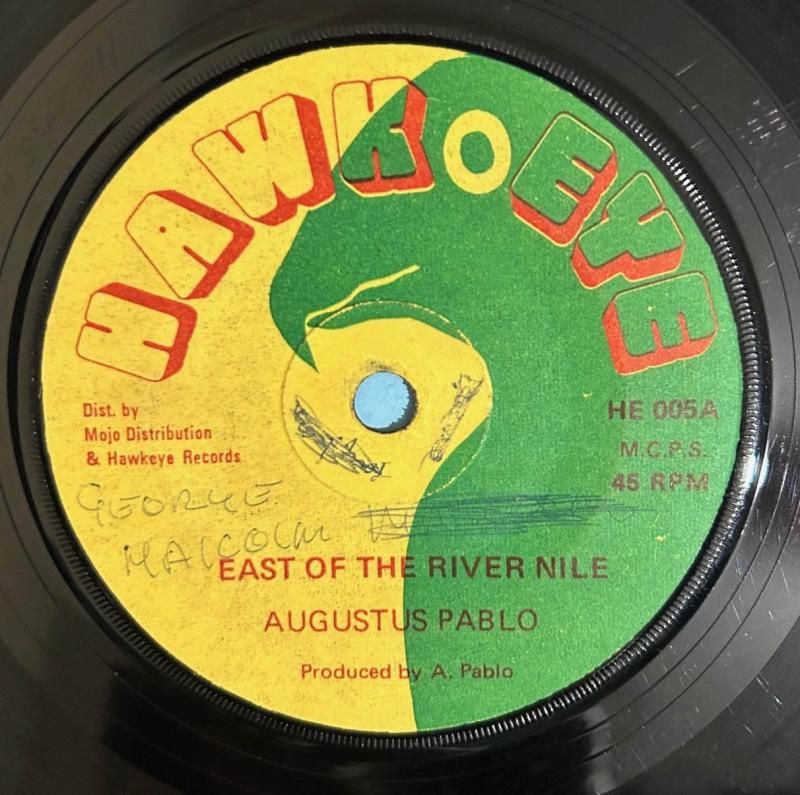 HAWKEYE
Dist. by
Mojo Distribution
& Hawkeye Records
HE 005A
M.C.P.S.
45 RPM
GEORGE
MALCOLM
EAST OF THE RIVER NILE
AUGUSTUS PABLO
Produced by A. Pablo